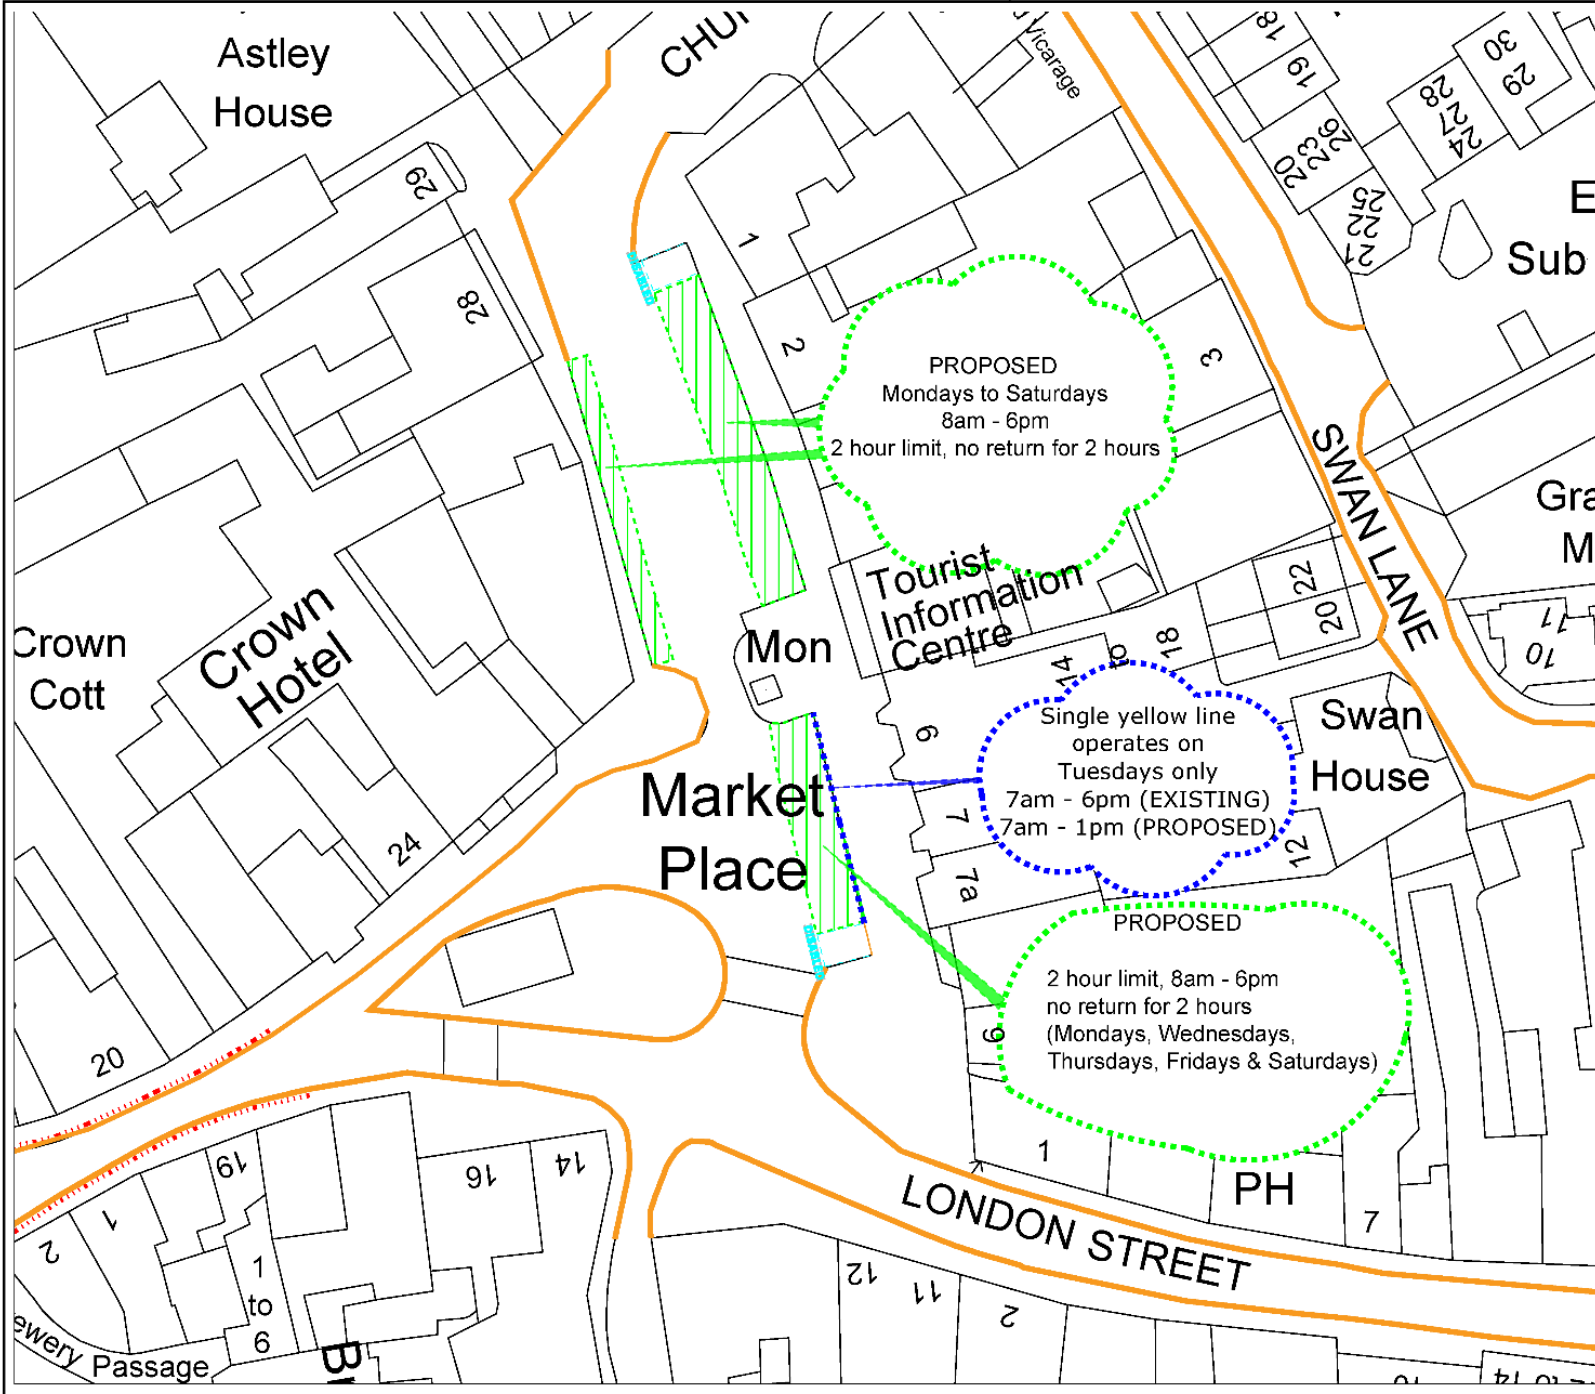 Astley
House
Vicarage
18
19
30
29
28
27
24
26
23
20
25
22
21
29
28
1
2
3
Sub
PROPOSED
Mondays to Saturdays
8am - 6pm
2 hour limit, no return for 2 hours
SWAN LANE
Tourist
Information
Centre
Crown
Cott
Crown
Hotel
Mon
14
to
18
22
20
11
10
6
Single yellow line
operates on
Tuesdays only
7am - 6pm (EXISTING)
7am - 1pm (PROPOSED)
Swan
House
Market
Place
7
7a
12
24
PROPOSED
2 hour limit, 8am - 6pm
no return for 2 hours
(Mondays, Wednesdays,
Thursdays, Fridays & Saturdays)
9
20
19
16
14
1
2
1
PH
7
LONDON STREET
1
to
6
12
11
2
Passage